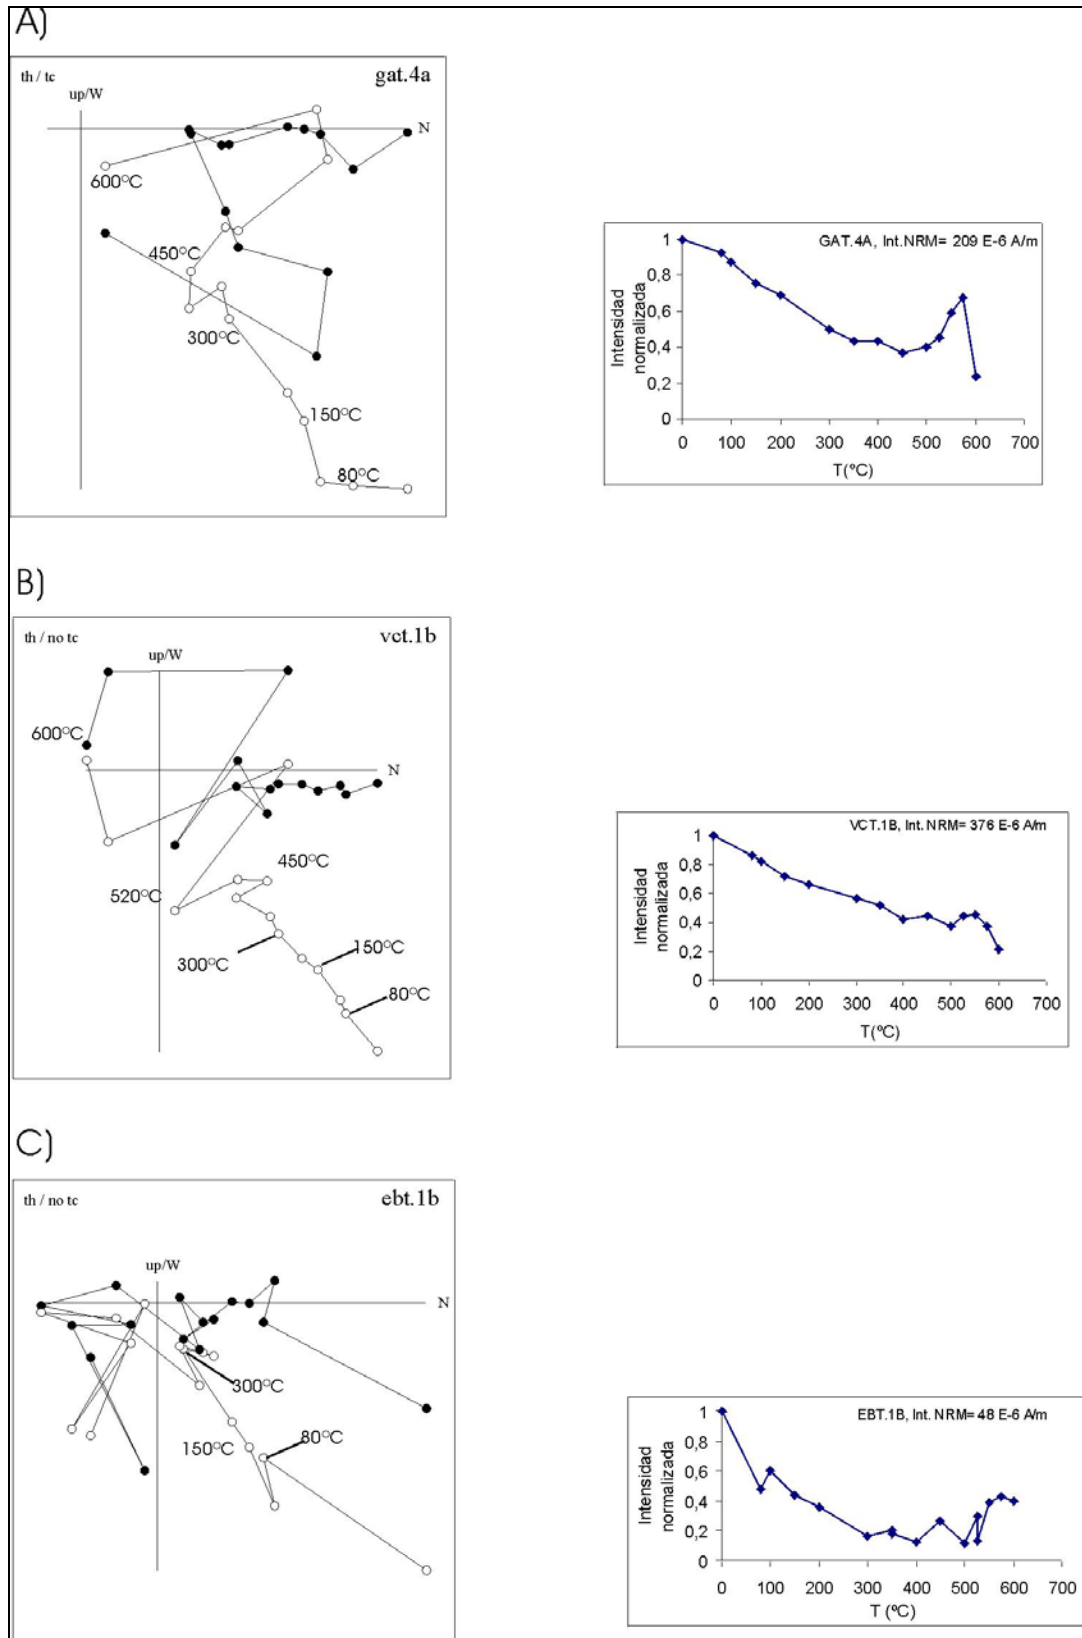 A)
th / tc
gat.4a
up/W
N
600°C
450°C
300°C
150°C
80°C
GAT.4A, Int.NRM= 209 E-6 A/m
Intensidad
normalizada
1
0,8
0,6
0,4
0,2
0
0 100 200 300 400 500 600 700
T(ºC)
B)
th / no tc
vct.1b
up/W
N
600°C
450°C
520°C
300°C
150°C
80°C
VCT.1B, Int. NRM= 376 E-6 A/m
Intensidad
normalizada
1
0,8
0,6
0,4
0,2
0
0 100 200 300 400 500 600 700
T(ºC)
C)
th / no tc
ebt.1b
up/W
N
300°C
150°C
80°C
EBT.1B, Int. NRM= 48 E-6 A/m
Intensidad
normalizada
1
0,8
0,6
0,4
0,2
0
0 100 200 300 400 500 600 700
T (ºC)